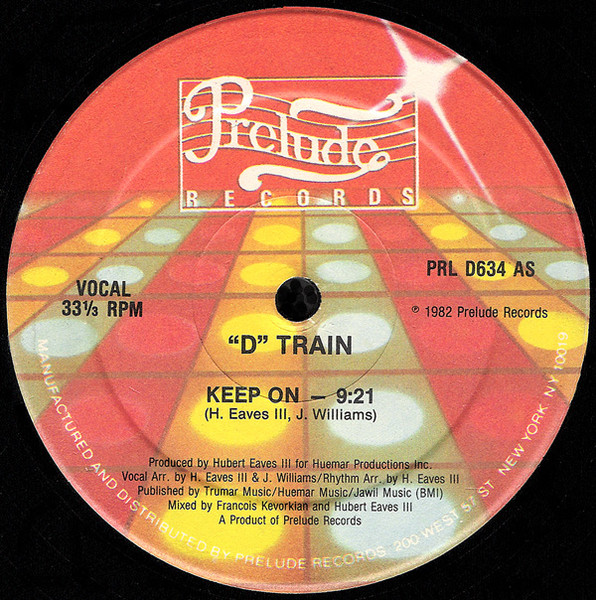 Prelude
RECORDS
VOCAL
33⅓ RPM
PRL D634 AS
℗ 1982 Prelude Records
"D" TRAIN
KEEP ON — 9:21
(H. Eaves III, J. Williams)
Produced by Hubert Eaves III for Huemar Productions Inc.
Vocal Arr. by H. Eaves III & J. Williams/Rhythm Arr. by H. Eaves III
Published by Trumar Music/Huemar Music/Jawil Music (BMI)
Mixed by Francois Kevorkian and Hubert Eaves III
A Product of Prelude Records
MANUFACTURED AND DISTRIBUTED BY PRELUDE RECORDS, 200 WEST 57 ST. NEW YORK, NY 10019